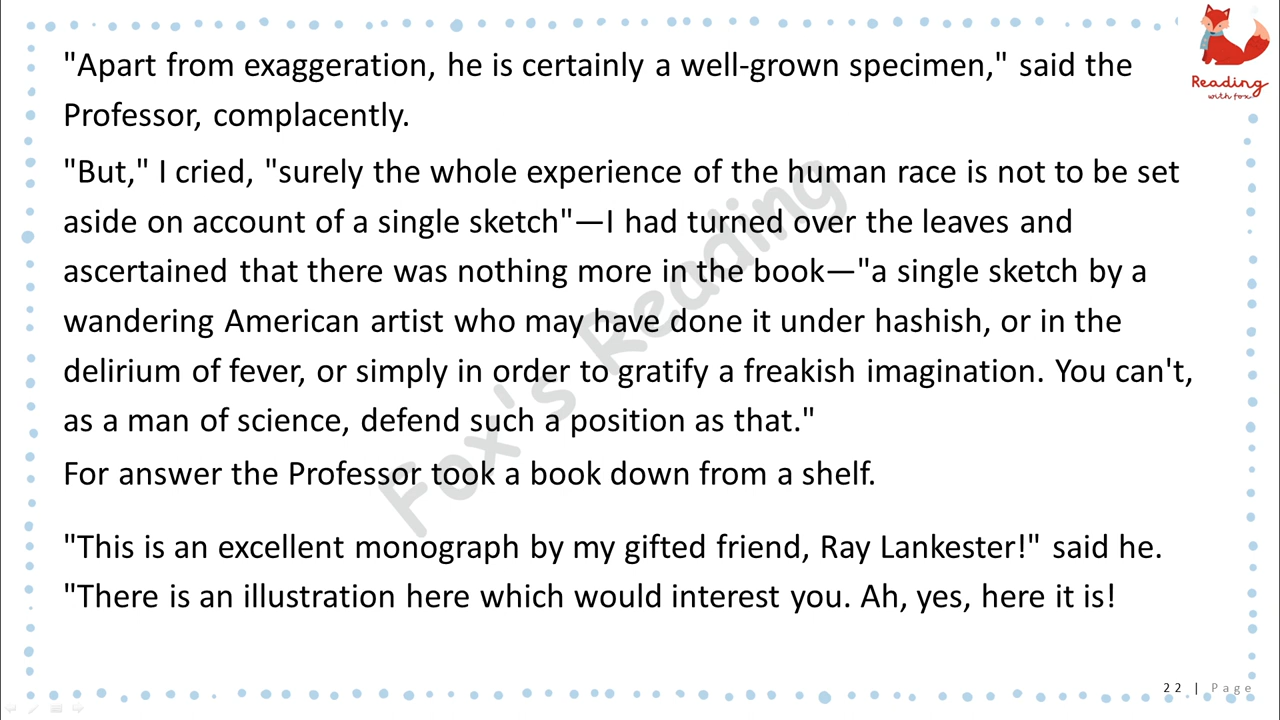 Reading
with fox
"Apart from exaggeration, he is certainly a well-grown specimen," said the
Professor, complacently.
"But," I cried, "surely the whole experience of the human race is not to be set
aside on account of a single sketch"—I had turned over the leaves and
ascertained that there was nothing more in the book—"a single sketch by a
wandering American artist who may have done it under hashish, or in the
delirium of fever, or simply in order to gratify a freakish imagination. You can't,
as a man of science, defend such a position as that."
For answer the Professor took a book down from a shelf.
"This is an excellent monograph by my gifted friend, Ray Lankester!" said he.
"There is an illustration here which would interest you. Ah, yes, here it is!
Fox's Reading
22 | Page